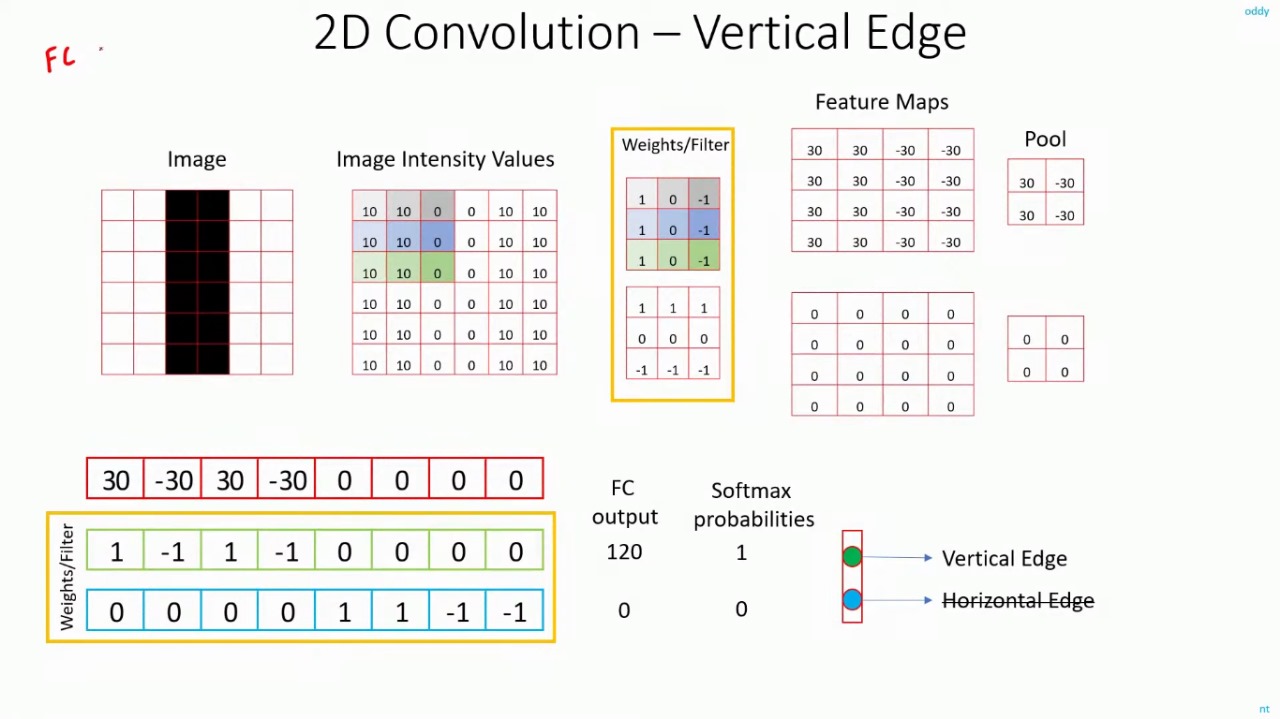 oddy
2D Convolution – Vertical Edge
FC
Feature Maps
Image
Image Intensity Values
Weights/Filter
Pool
10 10 0 0 10 10
10 10 0 0 10 10
10 10 0 0 10 10
10 10 0 0 10 10
10 10 0 0 10 10
10 10 0 0 10 10
1 0 -1
1 0 -1
1 0 -1
1 1 1
0 0 0
-1 -1 -1
30 30 -30 -30
30 30 -30 -30
30 30 -30 -30
30 30 -30 -30
0 0 0 0
0 0 0 0
0 0 0 0
0 0 0 0
30 -30
30 -30
0 0
0 0
30 -30 30 -30 0 0 0 0
Weights/Filter
1 -1 1 -1 0 0 0 0
0 0 0 0 1 1 -1 -1
FC
output
120
0
Softmax
probabilities
1
0
Vertical Edge
Horizontal Edge
nt